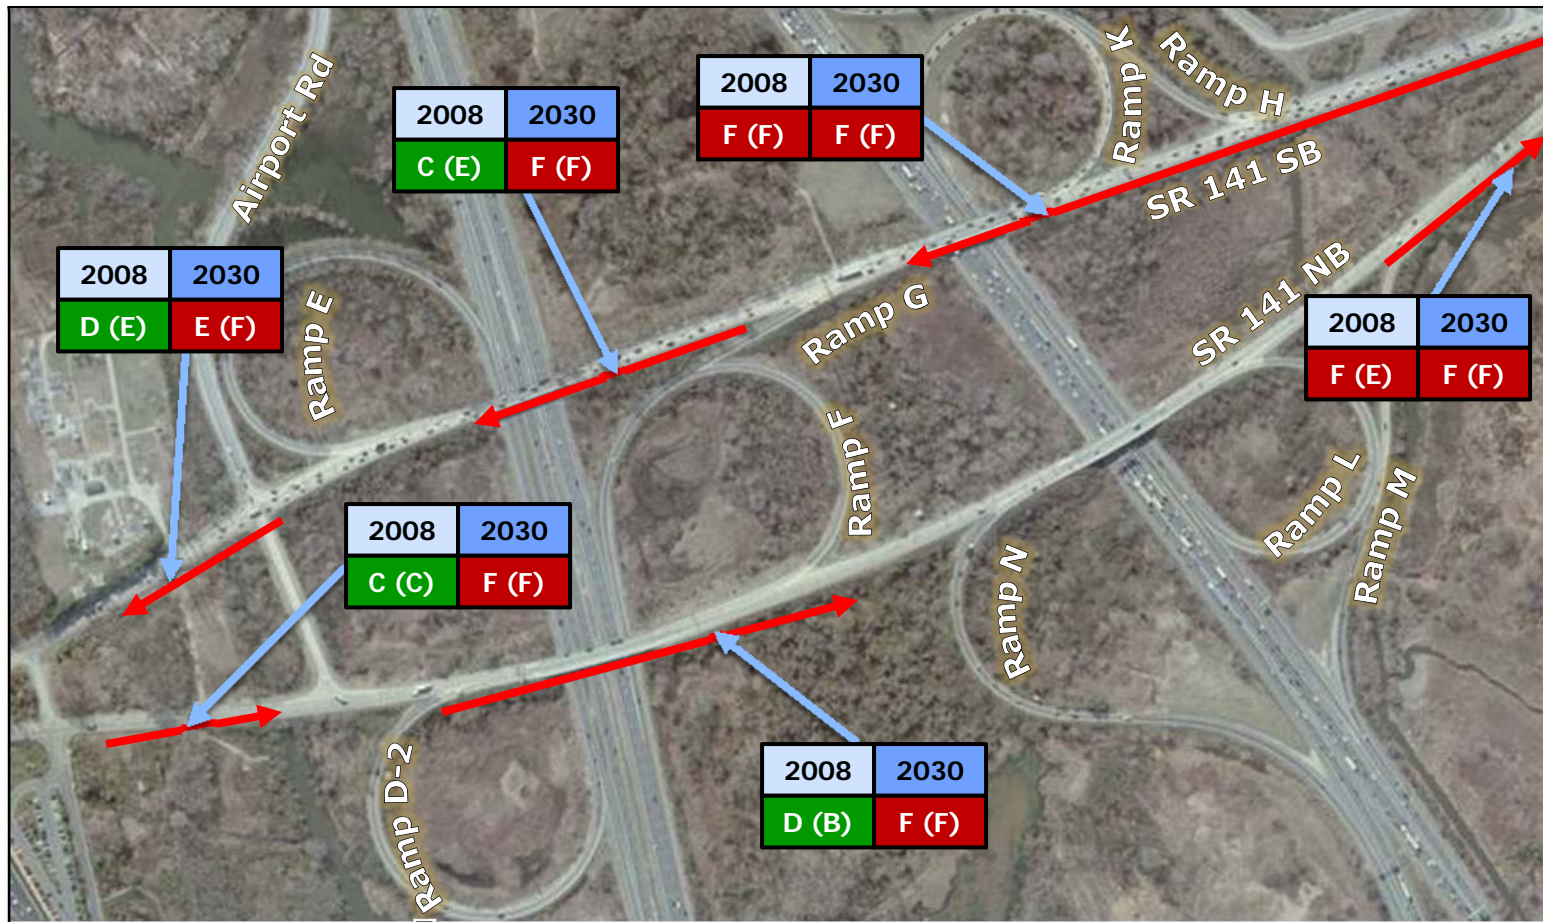 Airport Rd
2008 2030
C (E) F (F)
2008 2030
F (F) F (F)
Ramp K
Ramp H
SR 141 SB
2008 2030
D (E) E (F)
Ramp E
Ramp G
SR 141 NB
2008 2030
F (E) F (F)
Ramp F
Ramp L
Ramp M
Ramp N
2008 2030
C (C) F (F)
2008 2030
D (B) F (F)
Ramp D-2